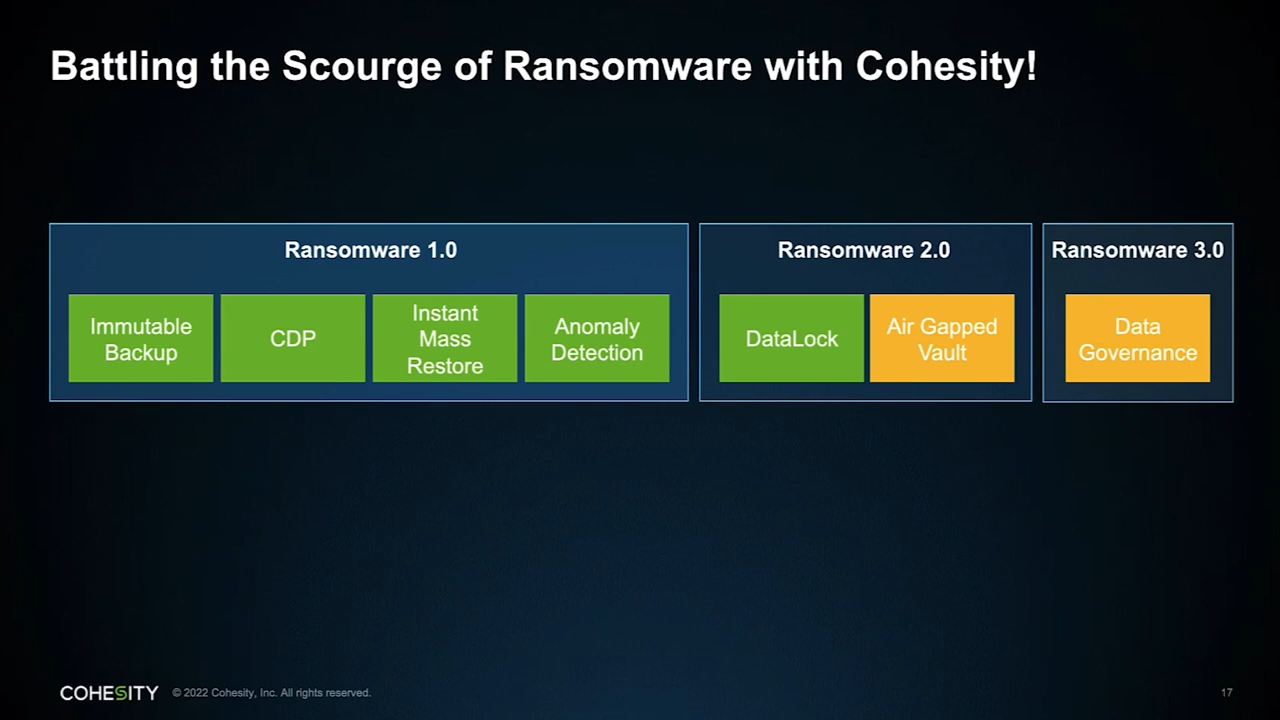 Battling the Scourge of Ransomware with Cohesity!
Ransomware 1.0
Immutable
Backup
CDP
Instant
Mass
Restore
Anomaly
Detection
Ransomware 2.0
DataLock
Air Gapped
Vault
Ransomware 3.0
Data
Governance
COHESITY © 2022 Cohesity, Inc. All rights reserved.
17